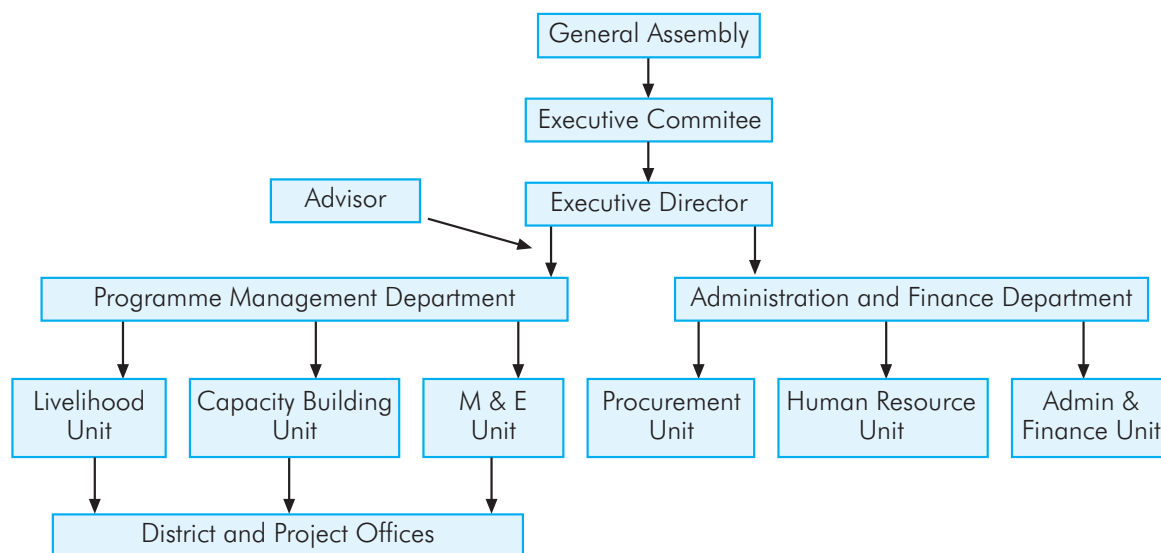 General Assembly
Executive Commitee
Advisor
Executive Director
Programme Management Department
Administration and Finance Department
Livelihood
Unit
Capacity Building
Unit
M & E
Unit
Procurement
Unit
Human Resource
Unit
Admin &
Finance Unit
District and Project Offices